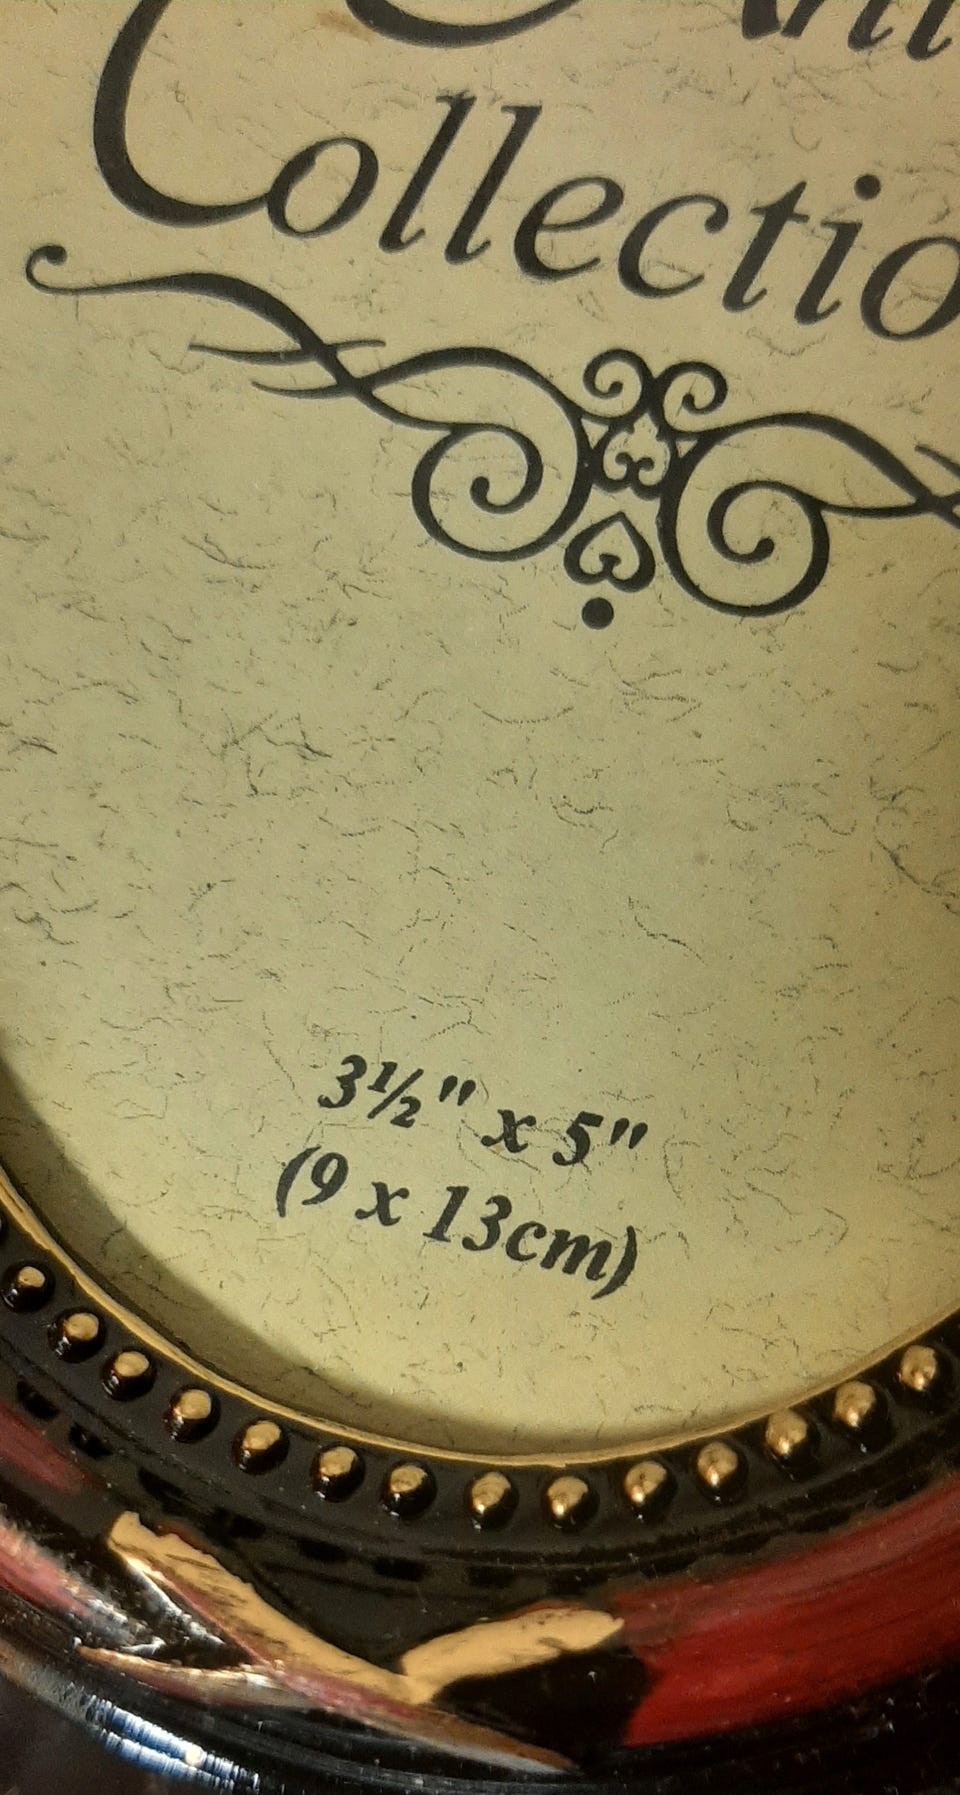 Collectio
3½" x 5"
(9 x 13cm)